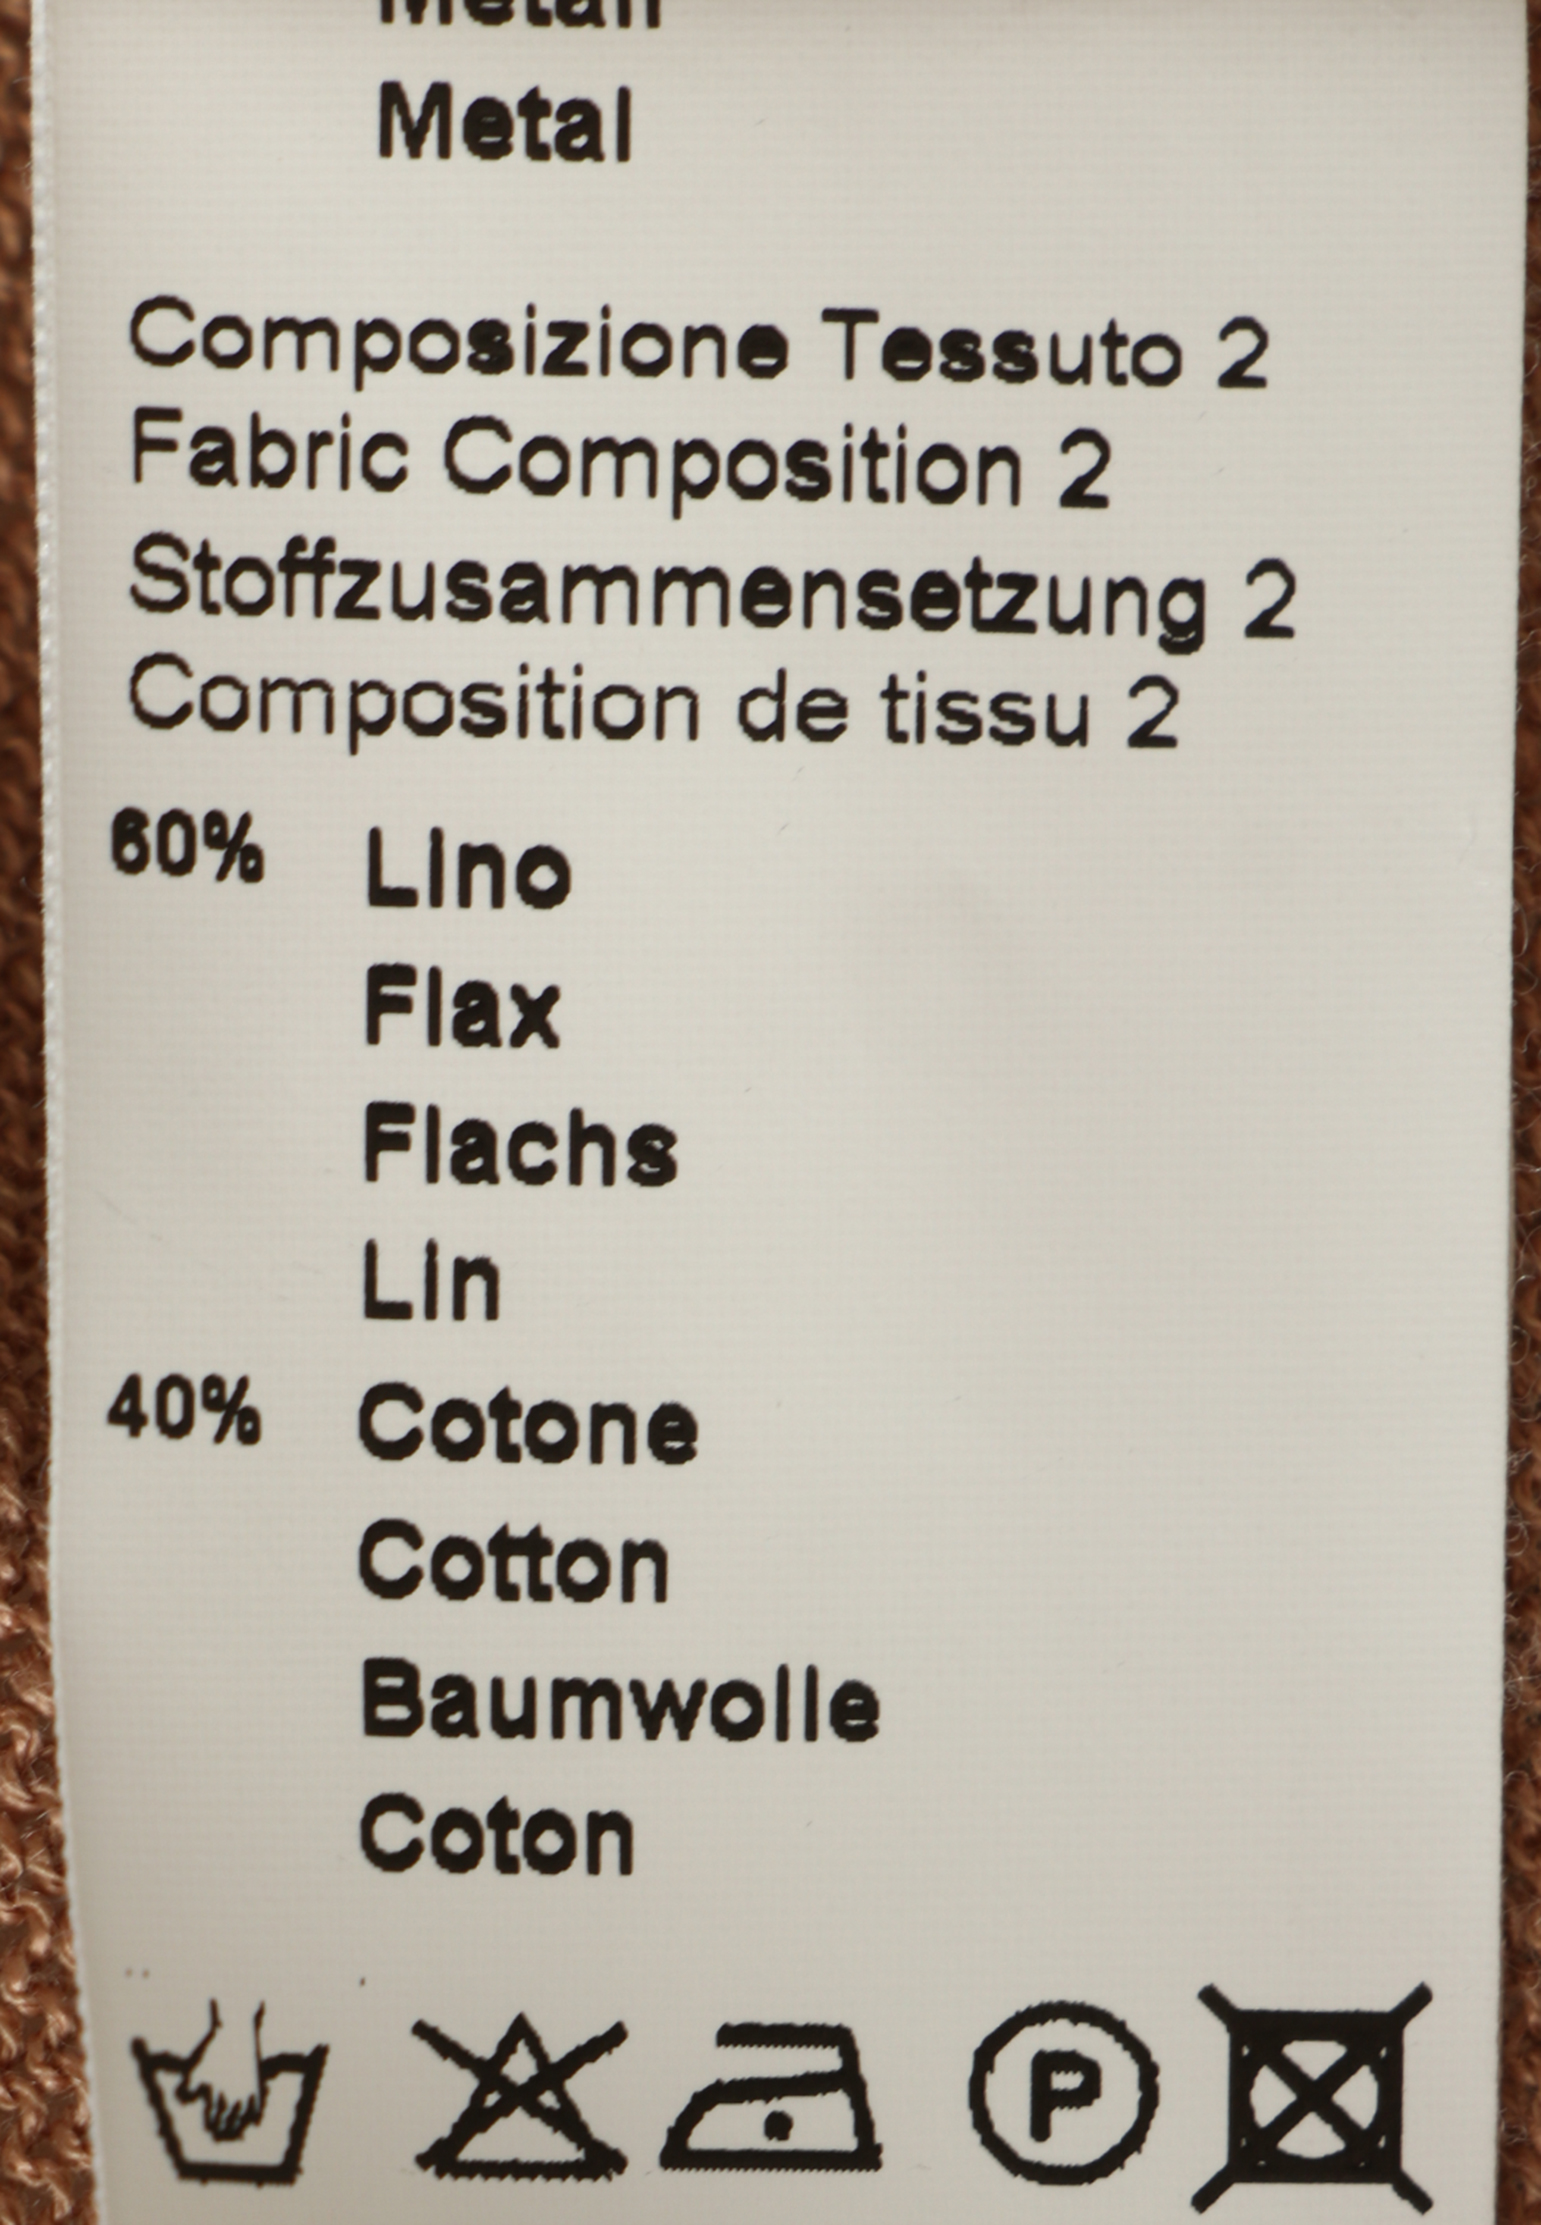 Metall
Metal
Composizione Tessuto 2
Fabric Composition 2
Stoffzusammensetzung 2
Composition de tissu 2
60% Lino
Flax
Flachs
Lin
40% Cotone
Cotton
Baumwolle
Coton
P